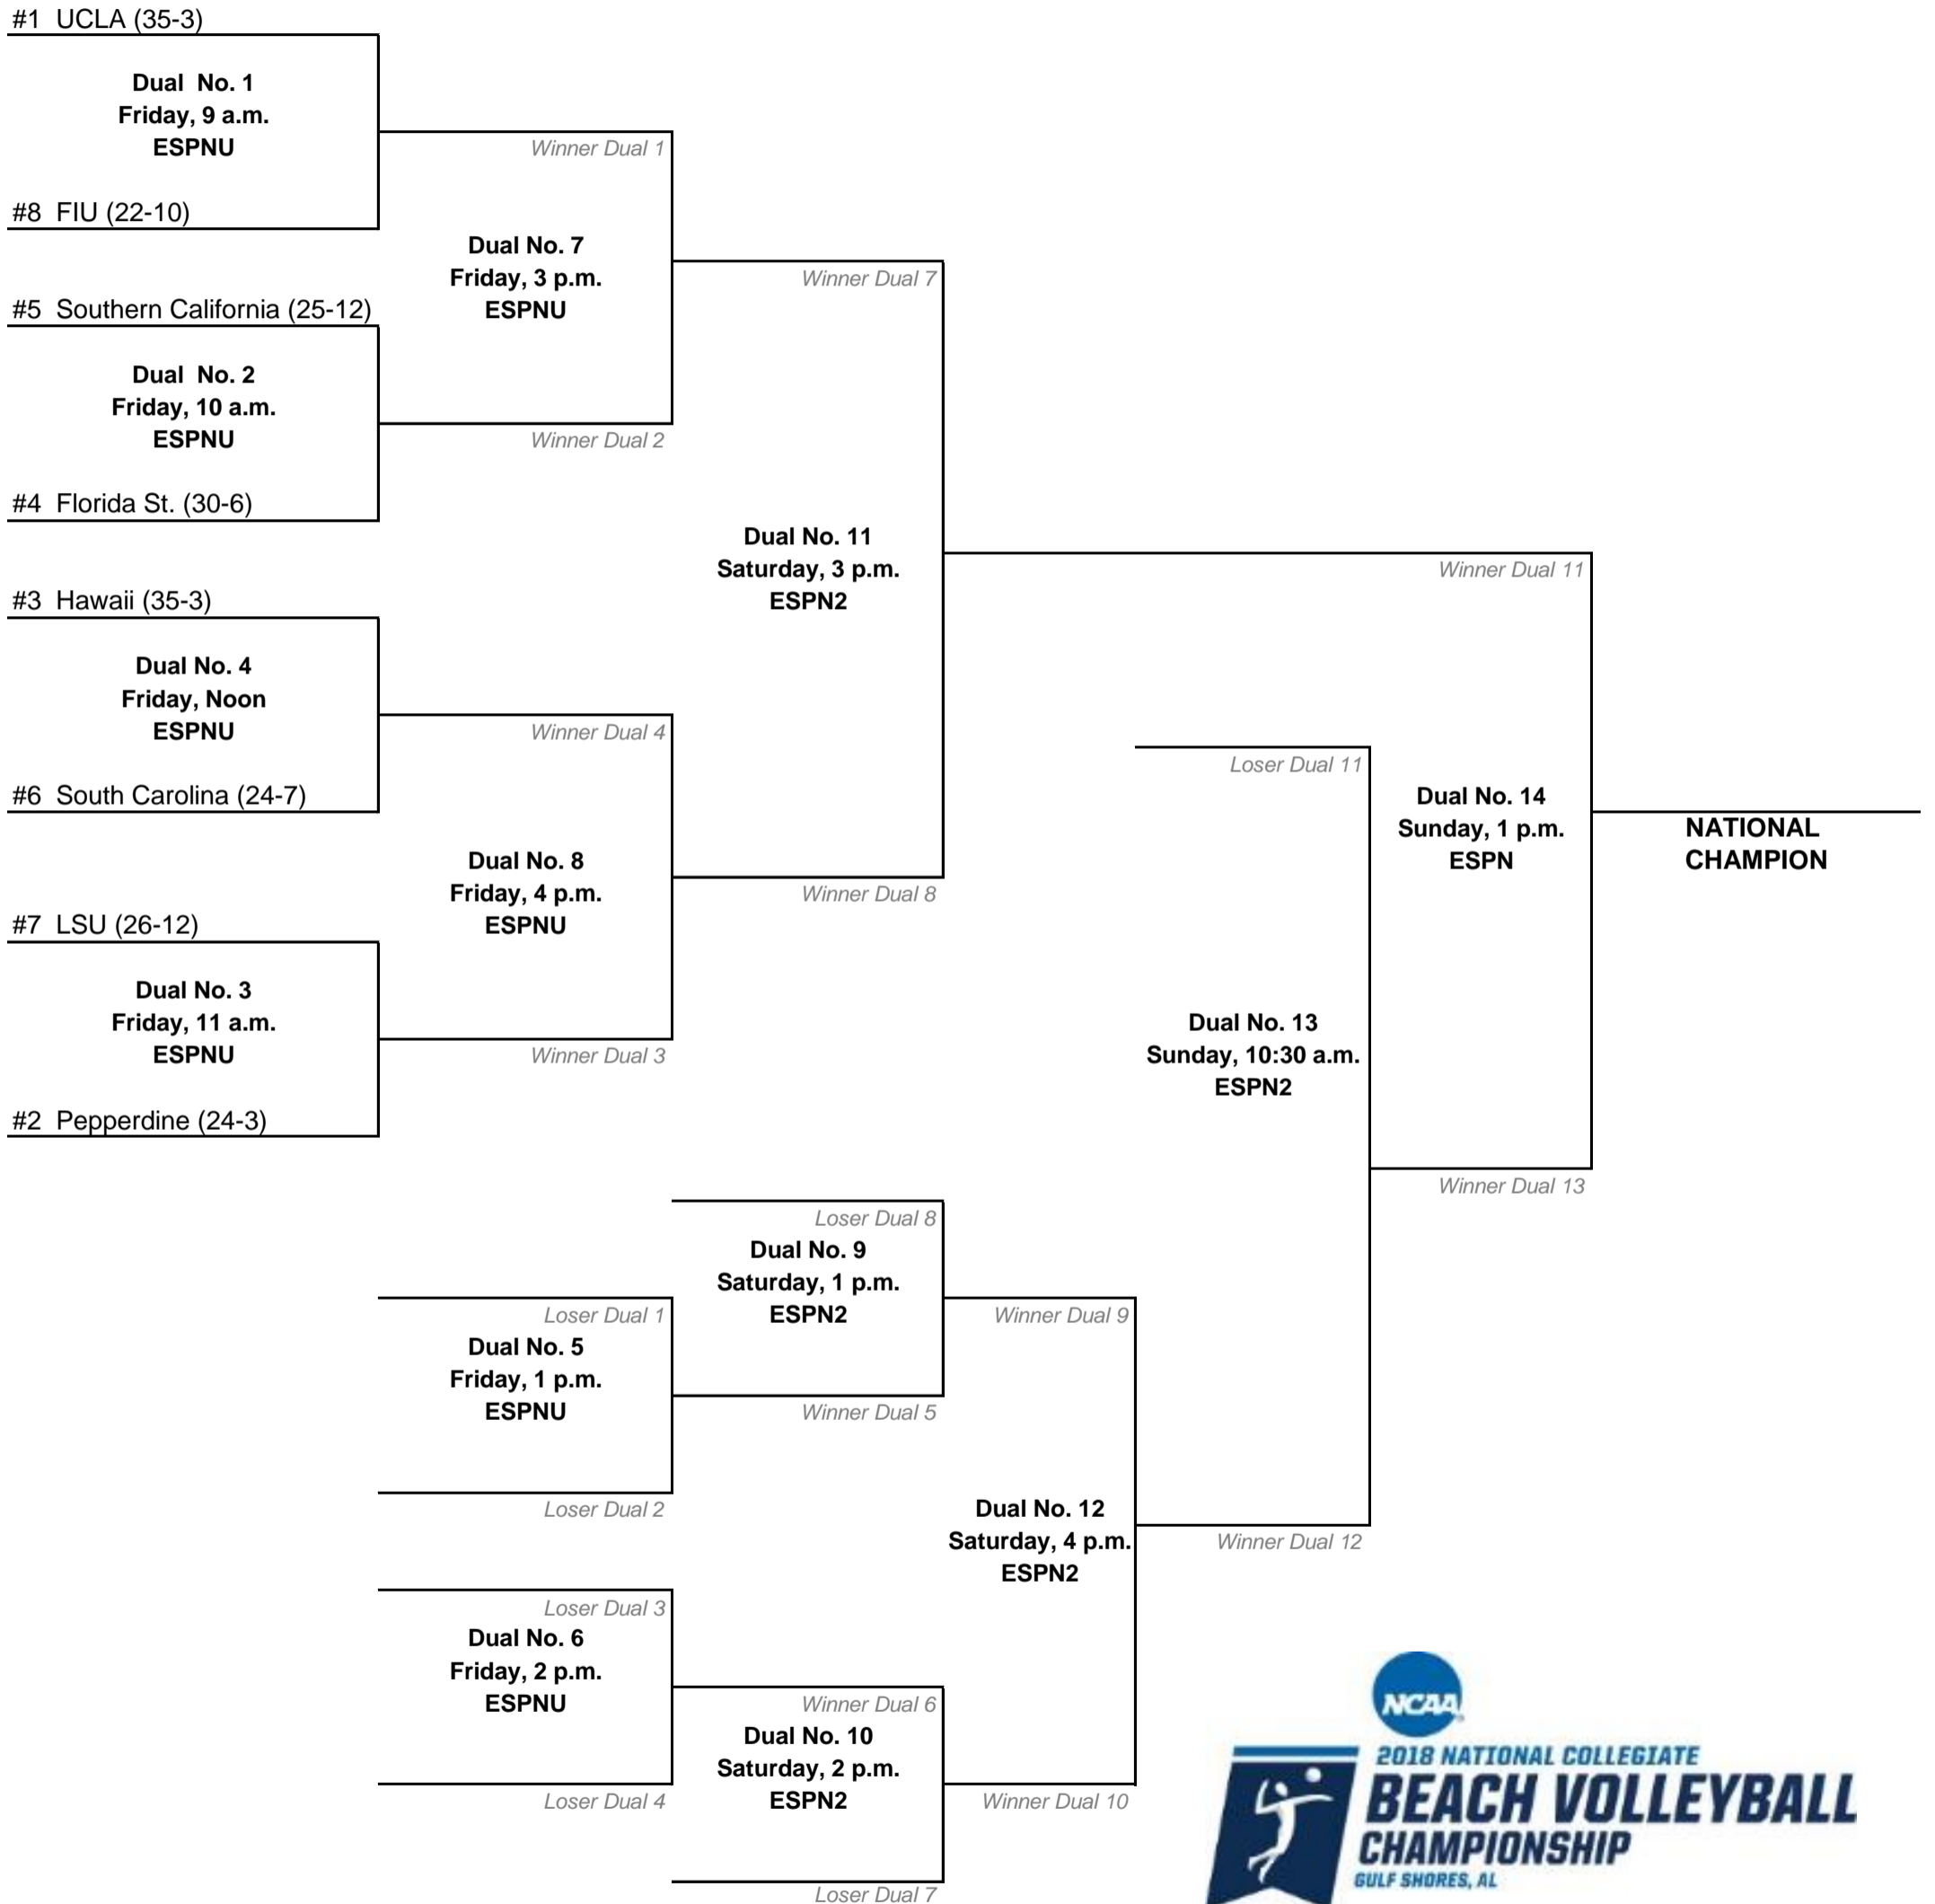 #1  UCLA (35-3)
Dual  No. 1
Friday, 9 a.m.
ESPNU
#8  FIU (22-10)
Winner Dual 1
Dual No. 7
Friday, 3 p.m.
ESPNU
#5  Southern California (25-12)
Dual  No. 2
Friday, 10 a.m.
ESPNU
#4  Florida St. (30-6)
Winner Dual 2
Winner Dual 7
Dual No. 11
Saturday, 3 p.m.
ESPN2
#3  Hawaii (35-3)
Dual No. 4
Friday, Noon
ESPNU
#6  South Carolina (24-7)
Winner Dual 4
Dual No. 8
Friday, 4 p.m.
ESPNU
Winner Dual 8
#7  LSU (26-12)
Dual No. 3
Friday, 11 a.m.
ESPNU
#2  Pepperdine (24-3)
Winner Dual 3
Winner Dual 11
Loser Dual 11
Dual No. 14
Sunday, 1 p.m.
ESPN
NATIONAL
CHAMPION
Dual No. 13
Sunday, 10:30 a.m.
ESPN2
Winner Dual 13
Loser Dual 8
Dual No. 9
Saturday, 1 p.m.
ESPN2
Loser Dual 1
Dual No. 5
Friday, 1 p.m.
ESPNU
Loser Dual 2
Winner Dual 5
Winner Dual 9
Dual No. 12
Saturday, 4 p.m.
ESPN2
Winner Dual 12
Loser Dual 3
Dual No. 6
Friday, 2 p.m.
ESPNU
Loser Dual 4
Winner Dual 6
Dual No. 10
Saturday, 2 p.m.
ESPN2
Loser Dual 7
Winner Dual 10
NCAA
2018 NATIONAL COLLEGIATE
BEACH VOLLEYBALL
CHAMPIONSHIP
GULF SHORES, AL